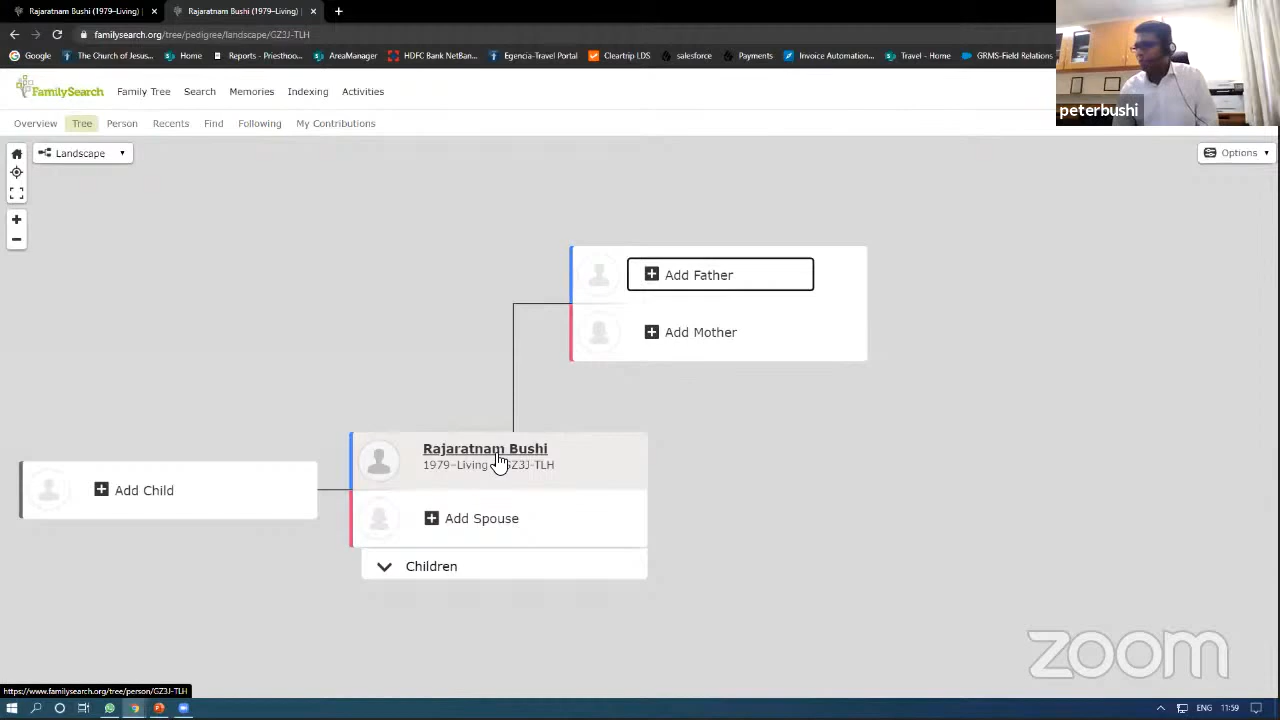 Rajaratnam Bushi (1979–Living) |
Rajaratnam Bushi (1979–Living) |
familysearch.org/tree/pedigree/landscape/GZ3J-TLH
Google
The Church of Jesus...
Home
Reports - Priesthoo...
AreaManager
HDFC Bank NetBan...
Egencia-Travel Portal
Cleartrip LDS
salesforce
Payments
Invoice Automation...
Travel - Home
GRMS-Field Relations
peterbushi
FamilySearch
Family Tree
Search
Memories
Indexing
Activities
Overview
Tree
Person
Recents
Find
Following
My Contributions
Landscape
Options
Add Father
Add Mother
Rajaratnam Bushi
1979–Living GZ3J-TLH
Add Child
Add Spouse
Children
zoom
https://www.familysearch.org/tree/person/GZ3J-TLH
ENG
11:59